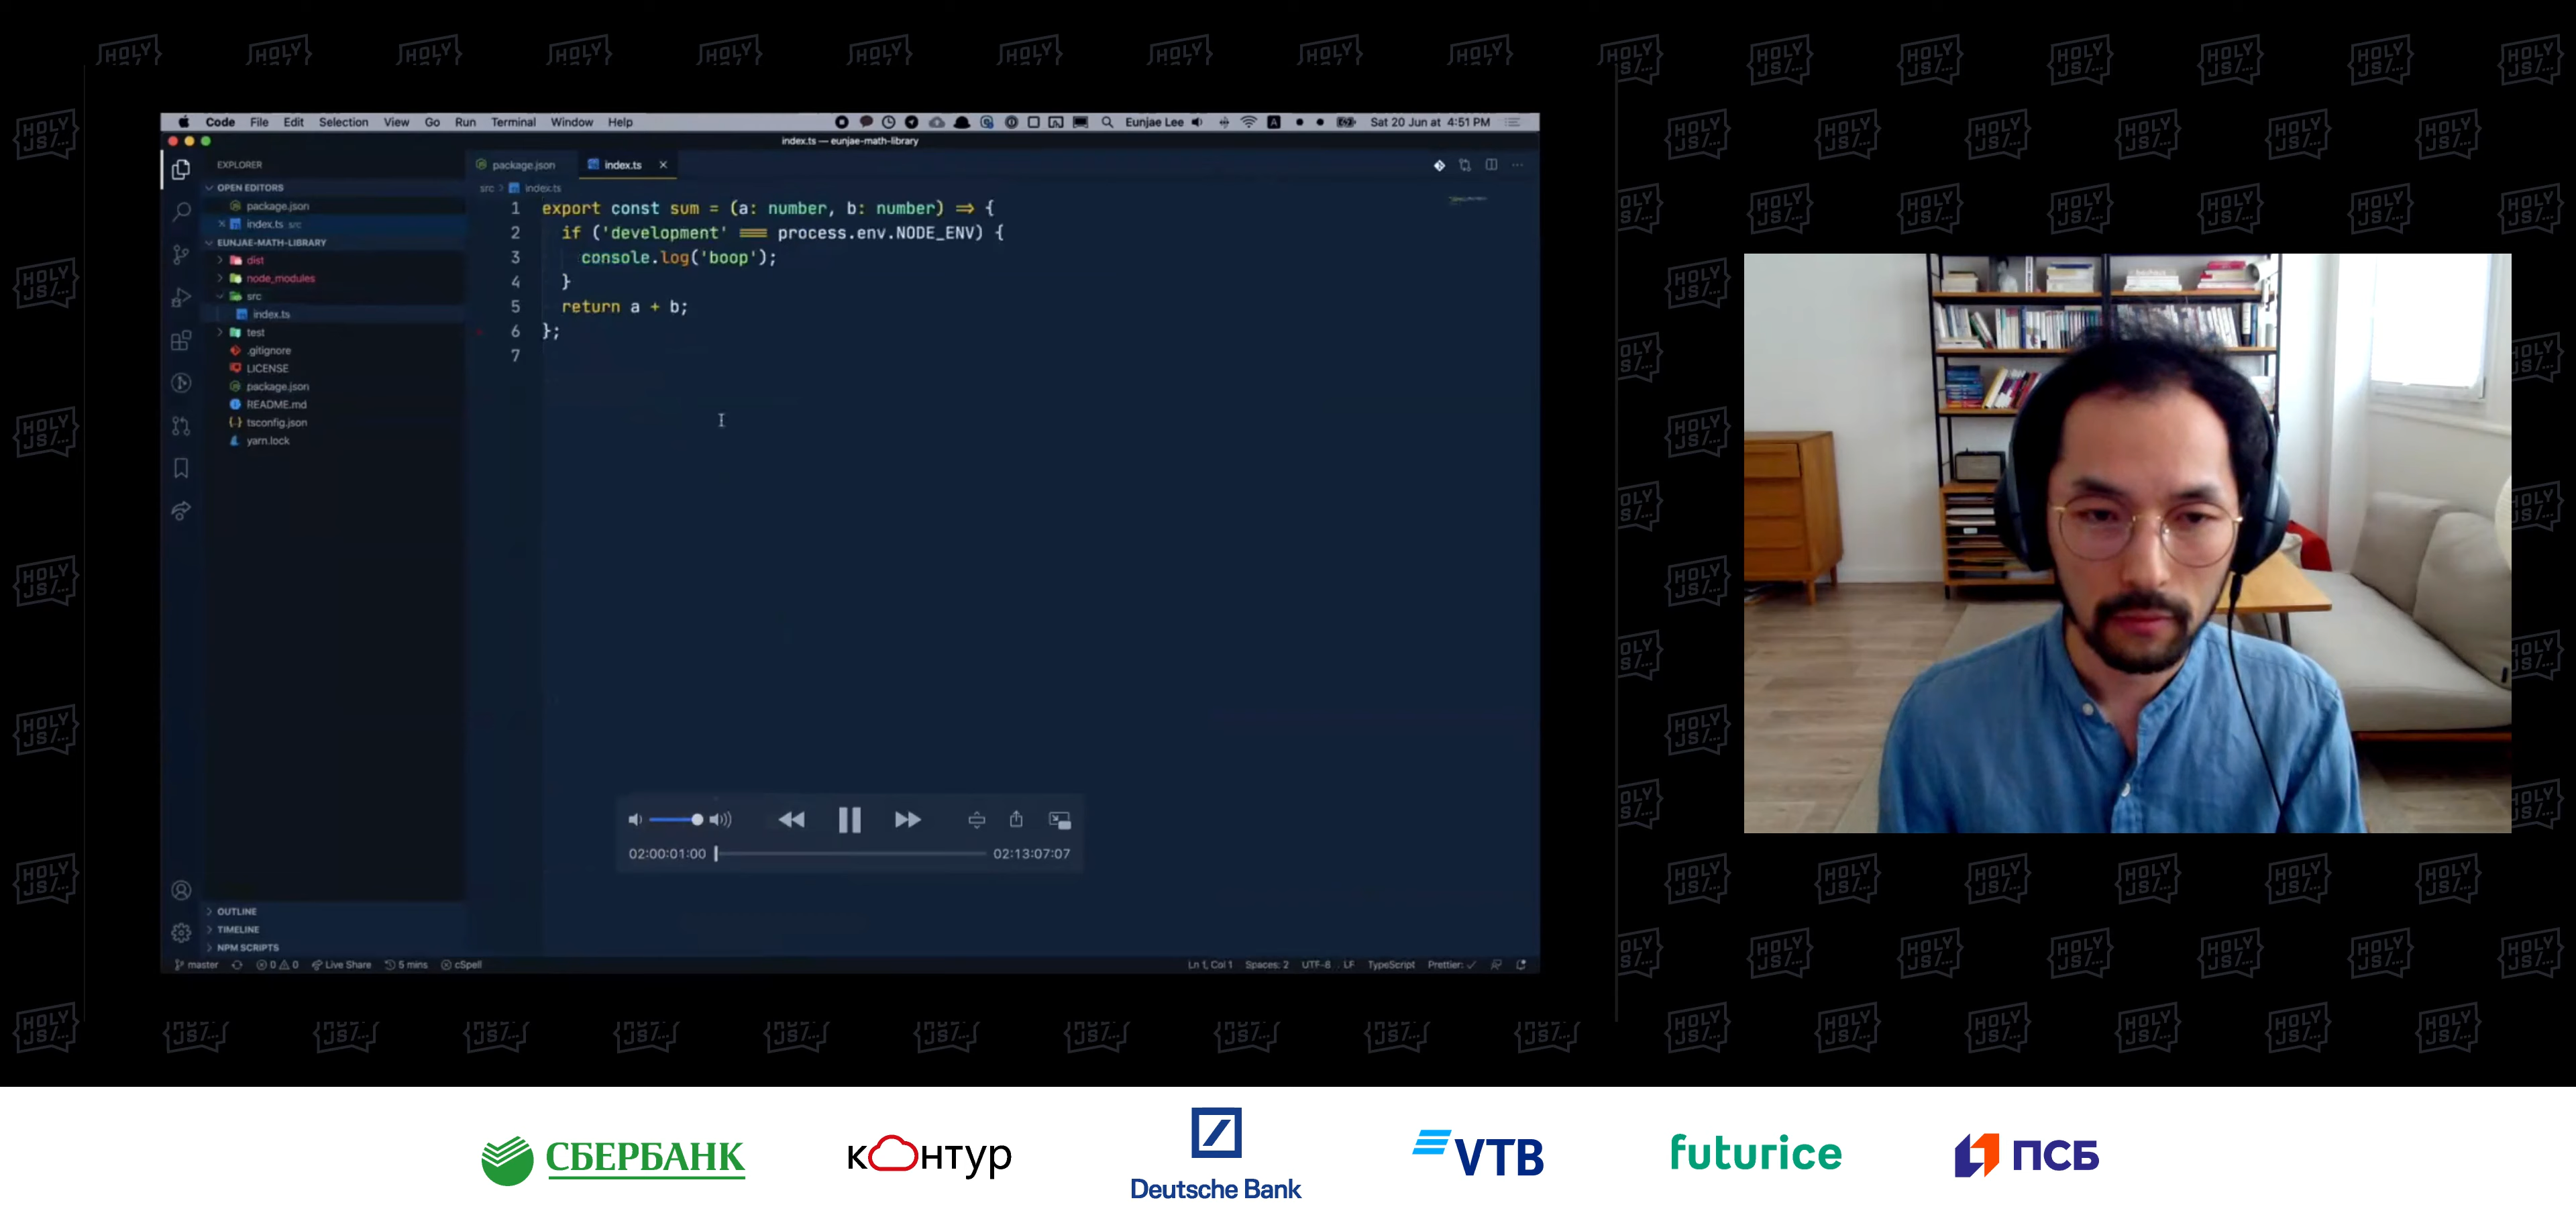 Code File Edit Selection View Go Run Terminal Window Help Eunjae Lee Sat 20 Jun at 4:51 PM
index.ts — eunjae-math-library
EXPLORER
OPEN EDITORS
package.json
index.ts src
EUNJAE-MATH-LIBRARY
dist
node_modules
src
index.ts
test
.gitignore
LICENSE
package.json
README.md
tsconfig.json
yarn.lock
OUTLINE
TIMELINE
NPM SCRIPTS
package.json index.ts
src > index.ts
1 export const sum = (a: number, b: number) => {
2 if ('development' === process.env.NODE_ENV) {
3 console.log('boop');
4 }
5 return a + b;
6 };
7
02:00:01:00 02:13:07:07
master 0 0 Live Share 5 mins cSpell Ln 1, Col 1 Spaces: 2 UTF-8 LF TypeScript Prettier: ✓
HOLY
JS/...
СБЕРБАНК
контур
Deutsche Bank
VTB
futurice
ПСБ